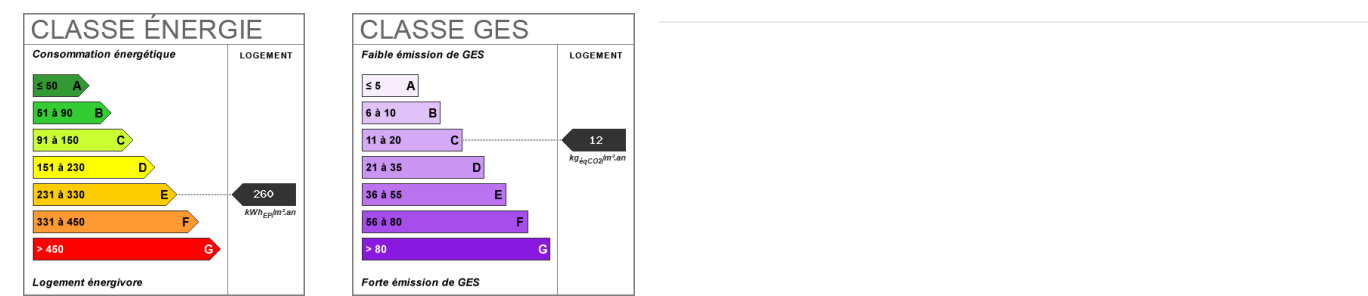 CLASSE ÉNERGIE
Consommation énergétique
LOGEMENT
≤ 50 A
51 à 90 B
91 à 150 C
151 à 230 D
231 à 330 E
260
kWhEP/m².an
331 à 450 F
> 450 G
Logement énergivore
CLASSE GES
Faible émission de GES
LOGEMENT
≤ 5 A
6 à 10 B
11 à 20 C
12
kgéqCO2/m².an
21 à 35 D
36 à 55 E
56 à 80 F
> 80 G
Forte émission de GES